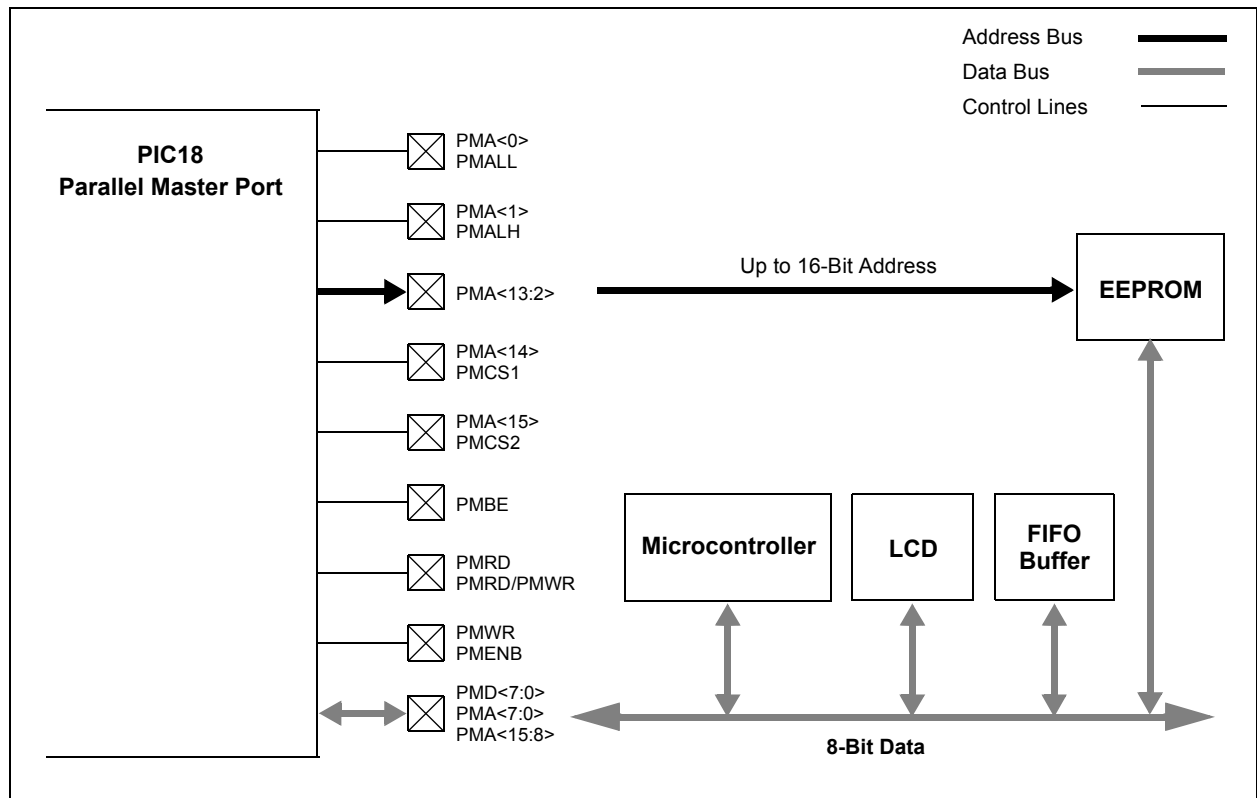 Address Bus
Data Bus
Control Lines
PIC18
Parallel Master Port
PMA<0>
PMALL
PMA<1>
PMALH
PMA<13:2>
Up to 16-Bit Address
EEPROM
PMA<14>
PMCS1
PMA<15>
PMCS2
PMBE
Microcontroller
LCD
FIFO
Buffer
PMRD
PMRD/PMWR
PMWR
PMENB
PMD<7:0>
PMA<7:0>
PMA<15:8>
8-Bit Data